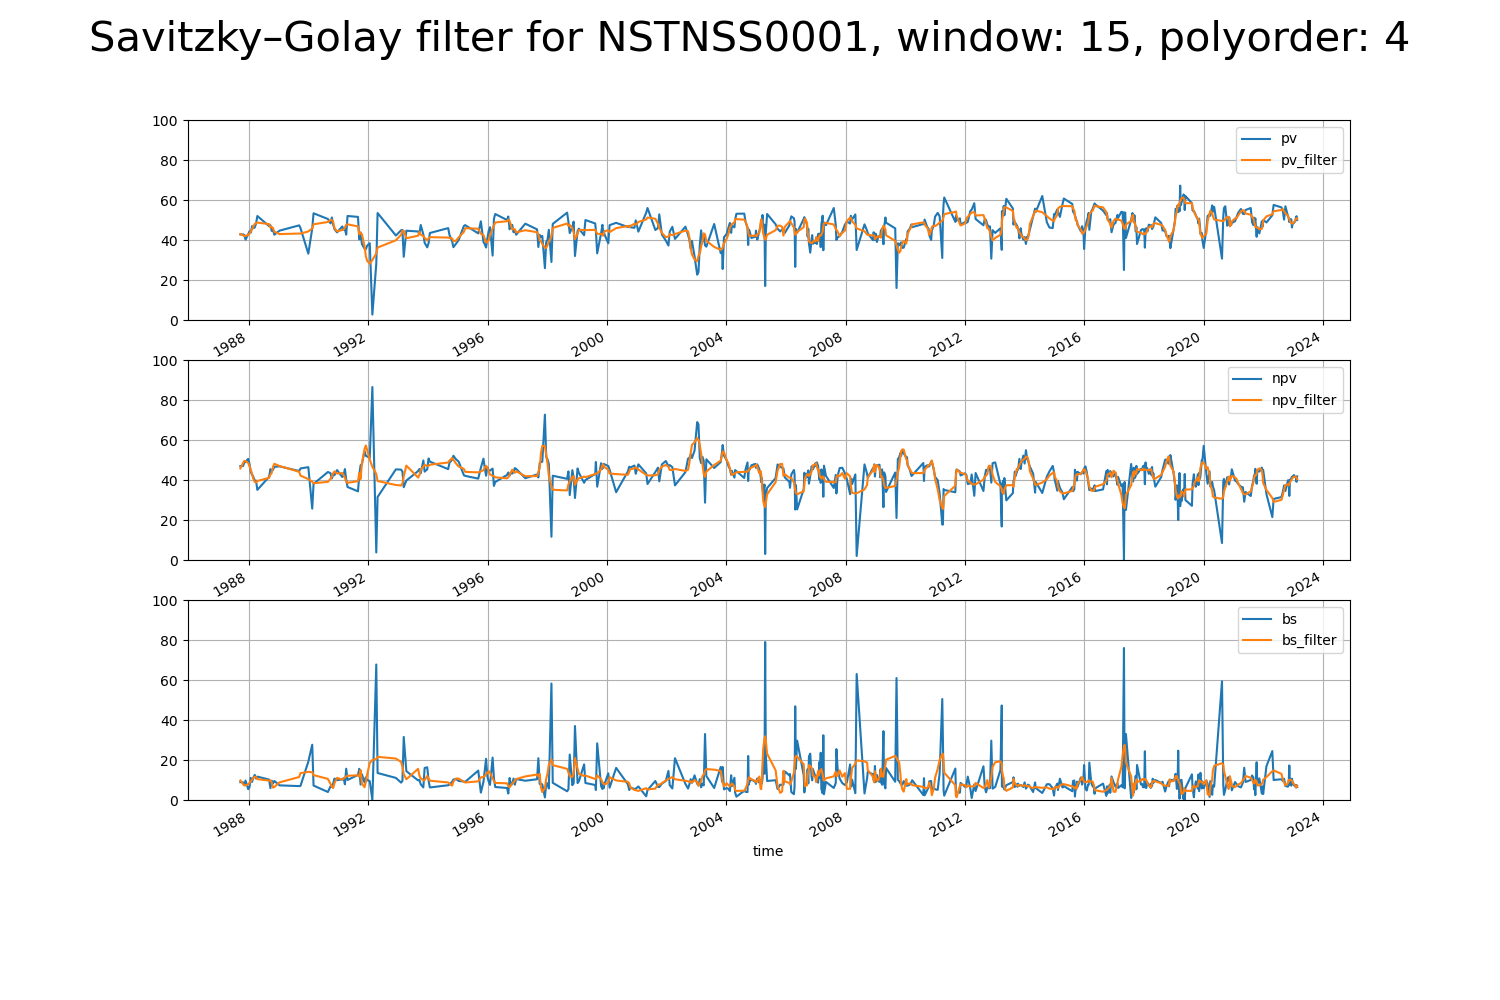 Savitzky–Golay filter for NSTNSS0001, window: 15, polyorder: 4
100
80
60
40
20
0
pv
pv_filter
1988 1992 1996 2000 2004 2008 2012 2016 2020 2024
100
80
60
40
20
0
npv
npv_filter
1988 1992 1996 2000 2004 2008 2012 2016 2020 2024
100
80
60
40
20
0
bs
bs_filter
1988 1992 1996 2000 2004 2008 2012 2016 2020 2024
time